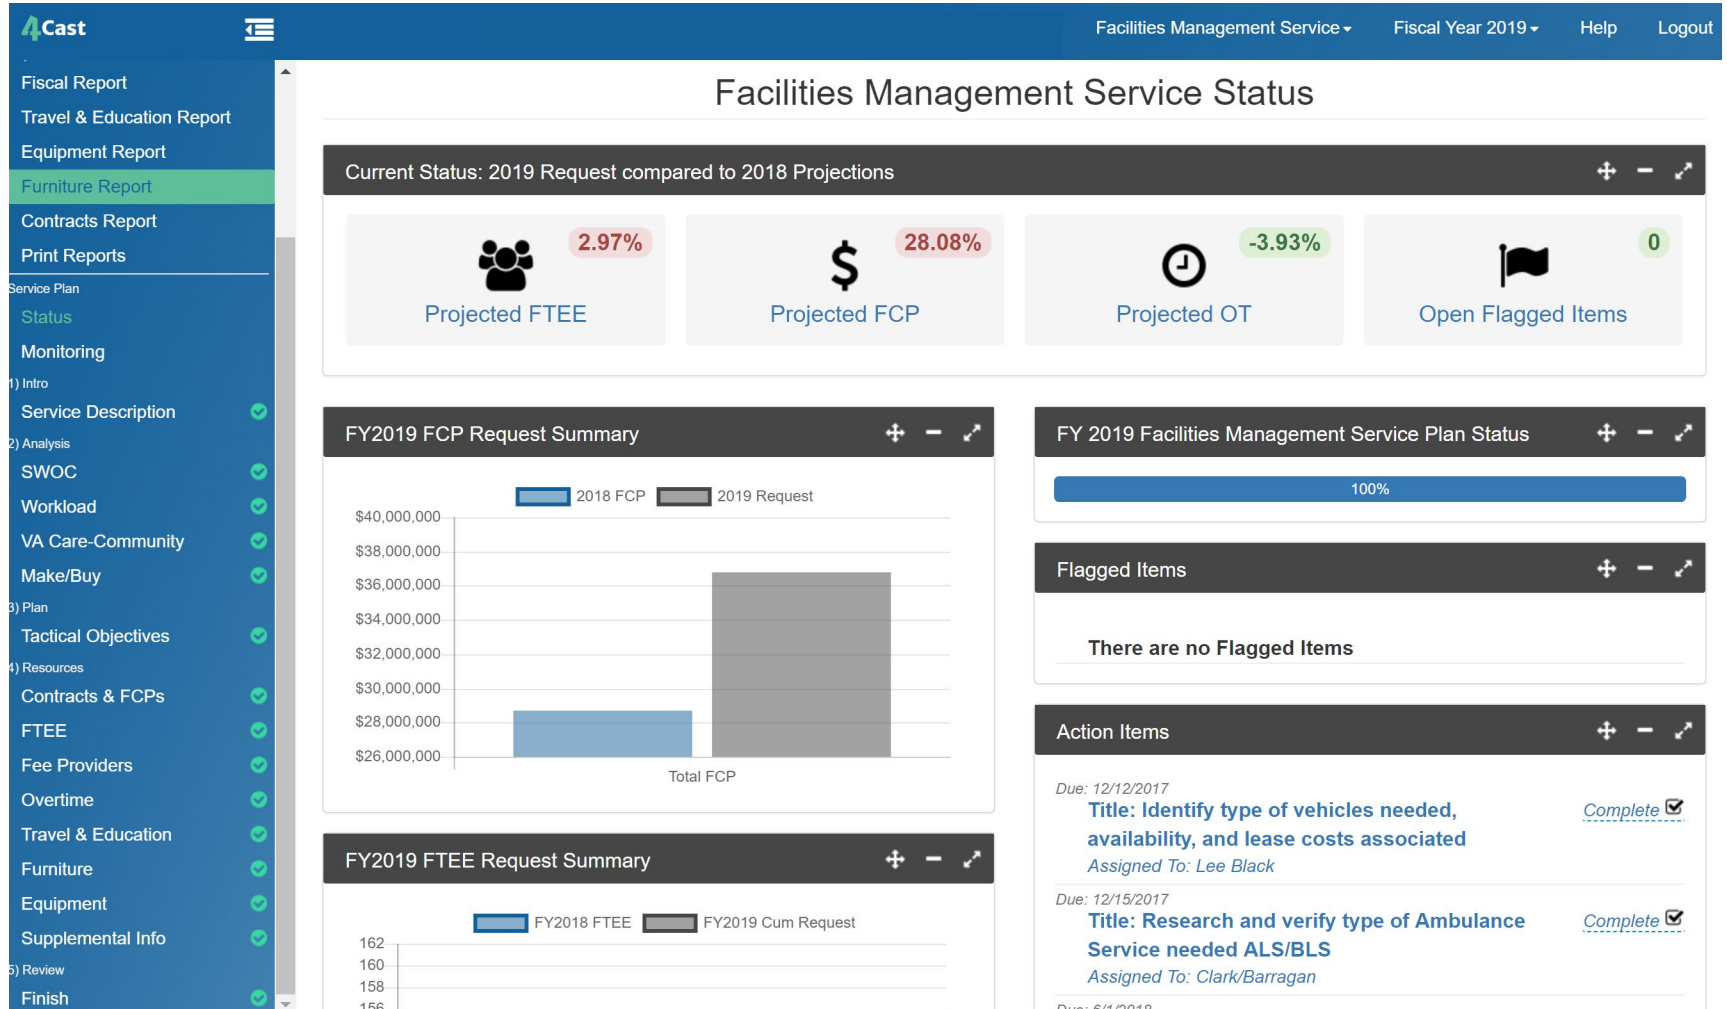 4Cast
Facilities Management Service
Fiscal Year 2019
Help
Logout
Fiscal Report
Travel & Education Report
Equipment Report
Furniture Report
Contracts Report
Print Reports
Service Plan
Status
Monitoring
1) Intro
Service Description
2) Analysis
SWOC
Workload
VA Care-Community
Make/Buy
3) Plan
Tactical Objectives
4) Resources
Contracts & FCPs
FTEE
Fee Providers
Overtime
Travel & Education
Furniture
Equipment
Supplemental Info
5) Review
Finish
Facilities Management Service Status
Current Status: 2019 Request compared to 2018 Projections
2.97%
Projected FTEE
28.08%
Projected FCP
-3.93%
Projected OT
0
Open Flagged Items
FY2019 FCP Request Summary
2018 FCP
2019 Request
$40,000,000
$38,000,000
$36,000,000
$34,000,000
$32,000,000
$30,000,000
$28,000,000
$26,000,000
Total FCP
FY2019 FTEE Request Summary
FY2018 FTEE
FY2019 Cum Request
162
160
158
156
FY 2019 Facilities Management Service Plan Status
100%
Flagged Items
There are no Flagged Items
Action Items
Due: 12/12/2017
Title: Identify type of vehicles needed,
availability, and lease costs associated
Complete
Assigned To: Lee Black
Due: 12/15/2017
Title: Research and verify type of Ambulance
Service needed ALS/BLS
Complete
Assigned To: Clark/Barragan
Due: 6/1/2018